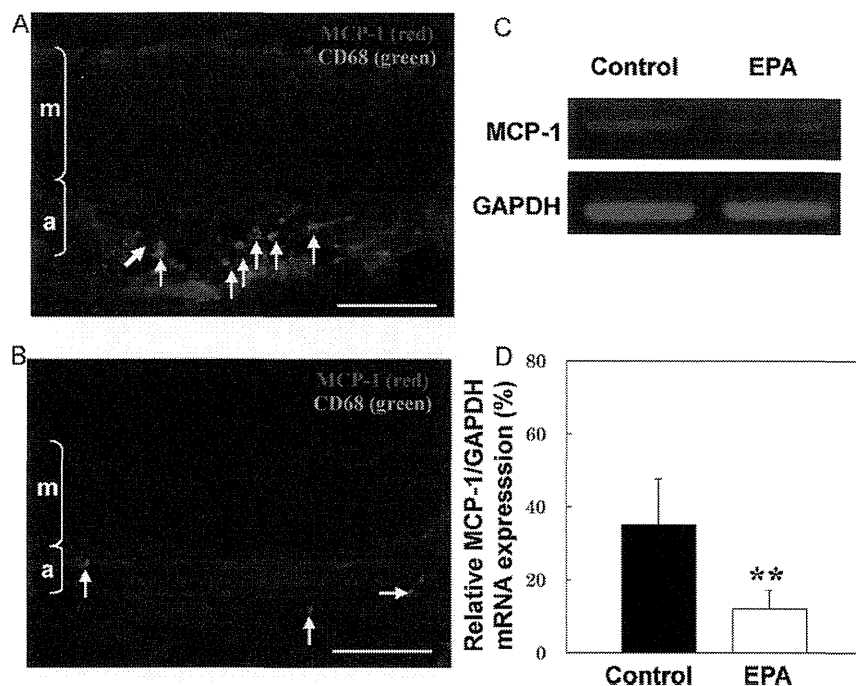 A
MCP-1 (red)
CD68 (green)
m
a
B
MCP-1 (red)
CD68 (green)
m
a
C
Control EPA
MCP-1
GAPDH
D
Relative MCP-1/GAPDH
mRNA expresssion (%)
80
60
40
20
0
**
Control EPA